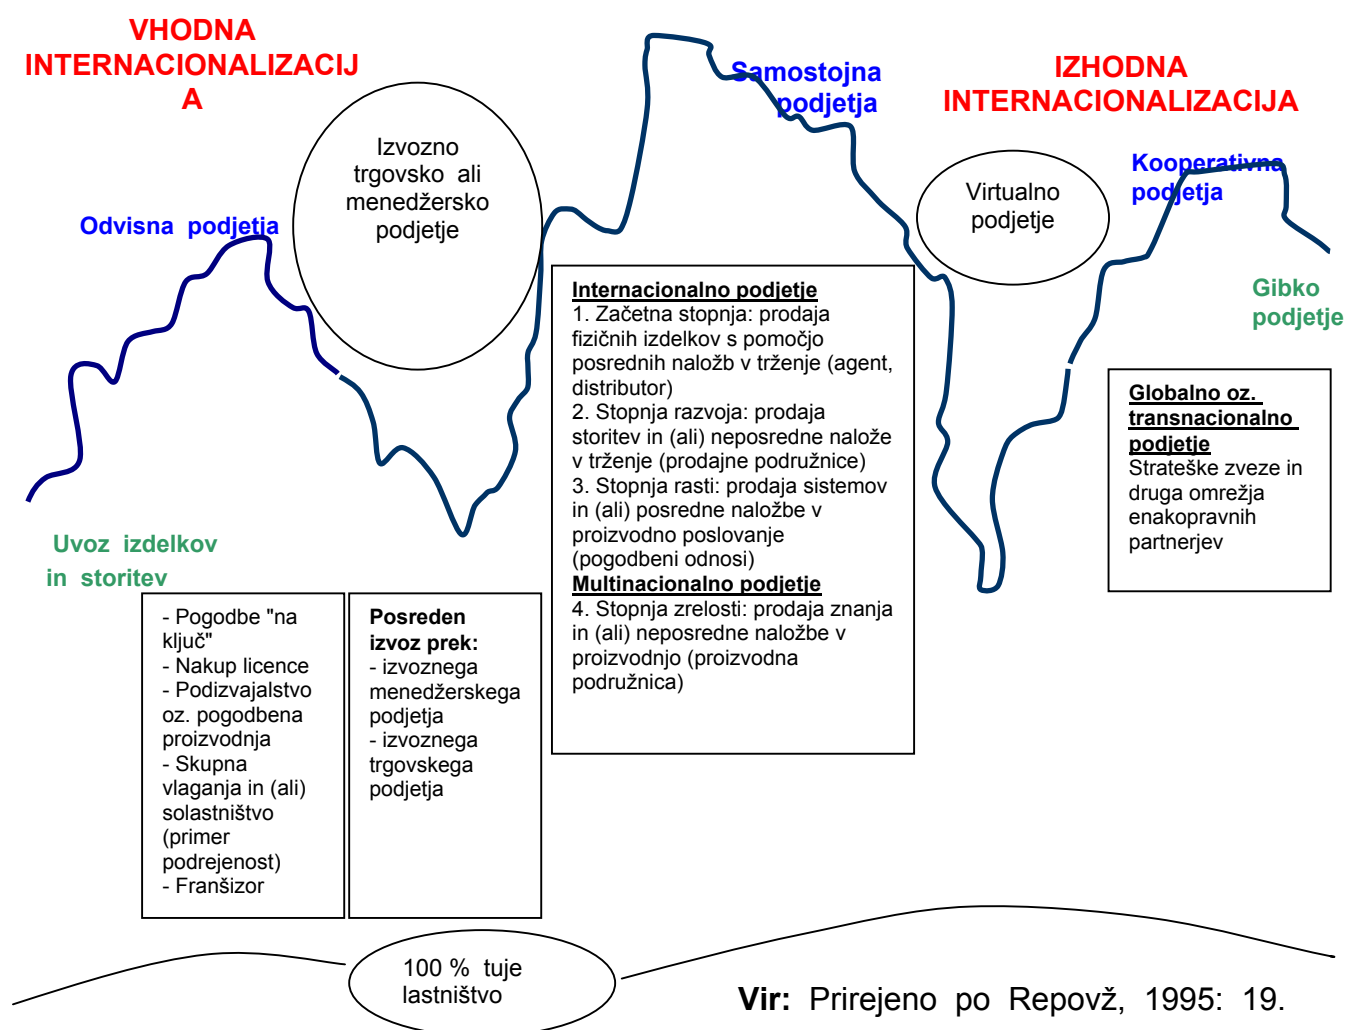 VHODNA
INTERNACIONALIZACIJ
A
Izvozno
trgovsko ali
menedžersko
podjetje
Odvisna podjetja
Samostojna
podjetja
IZHODNA
INTERNACIONALIZACIJA
Virtualno
podjetje
Kooperativna
podjetja
Gibko
podjetje
Uvoz izdelkov
in storitev
- Pogodbe "na
ključ"
- Nakup licence
- Podizvajalstvo
oz. pogodbena
proizvodnja
- Skupna
vlaganja in (ali)
solastništvo
(primer
podrejenost)
- Franšizor
Posreden
izvoz prek:
- izvoznega
menedžerskega
podjetja
- izvoznega
trgovskega
podjetja
Internacionalno podjetje
1. Začetna stopnja: prodaja
fizičnih izdelkov s pomočjo
posrednih naložb v trženje (agent,
distributor)
2. Stopnja razvoja: prodaja
storitev in (ali) neposredne nalože
v trženje (prodajne podružnice)
3. Stopnja rasti: prodaja sistemov
in (ali) posredne naložbe v
proizvodno poslovanje
(pogodbeni odnosi)
Multinacionalno podjetje
4. Stopnja zrelosti: prodaja znanja
in (ali) neposredne naložbe v
proizvodnjo (proizvodna
podružnica)
Globalno oz.
transnacionalno
podjetje
Strateške zveze in
druga omrežja
enakopravnih
partnerjev
100 % tuje
lastništvo
Vir: Prirejeno po Repovž, 1995: 19.